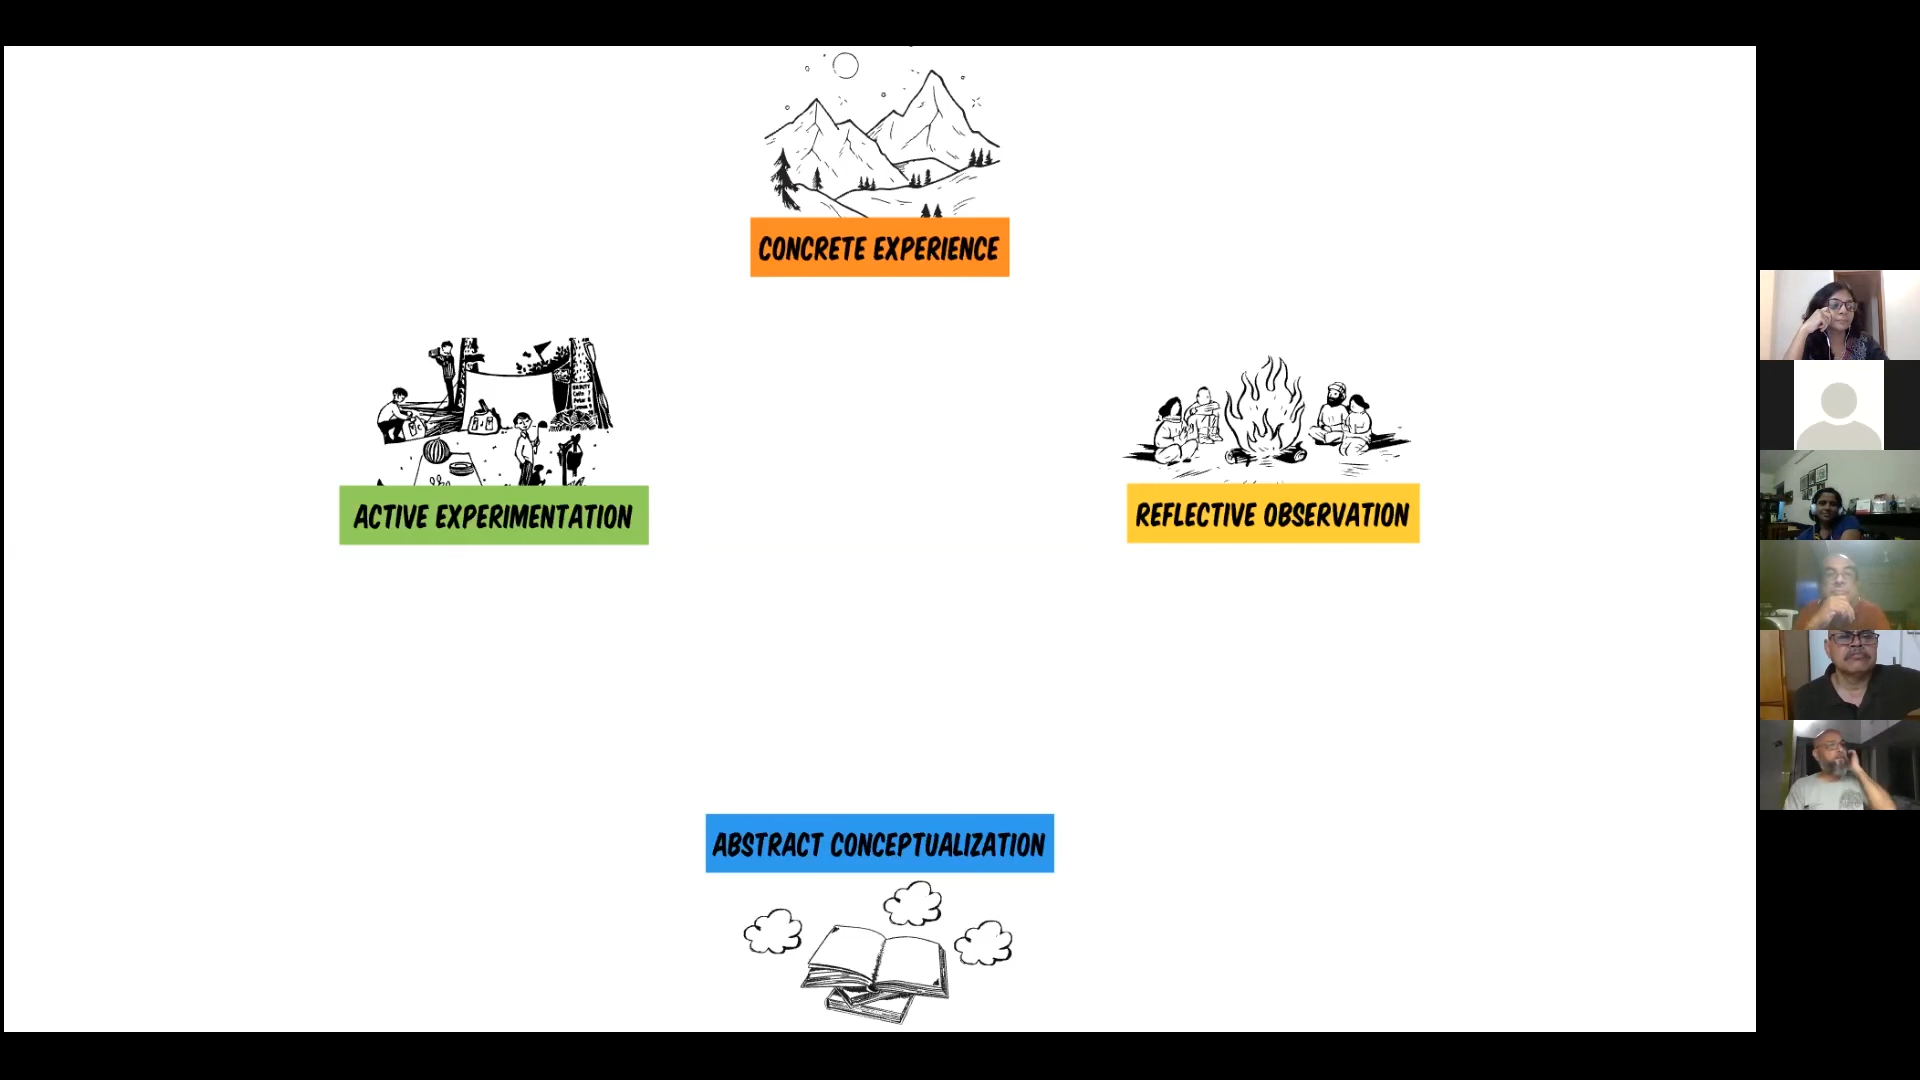 CONCRETE EXPERIENCE
ACTIVE EXPERIMENTATION
REFLECTIVE OBSERVATION
ABSTRACT CONCEPTUALIZATION